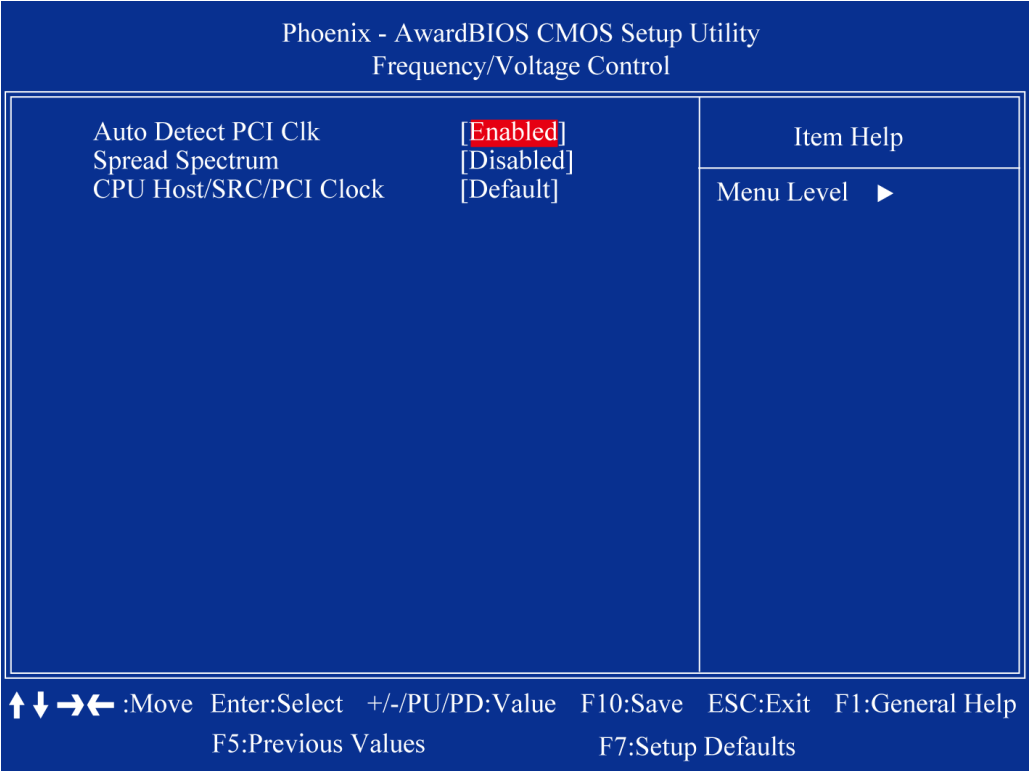 Phoenix - AwardBIOS CMOS Setup Utility
Frequency/Voltage Control
Auto Detect PCI Clk [Enabled]
Spread Spectrum [Disabled]
CPU Host/SRC/PCI Clock [Default]
Item Help
Menu Level ▶
↑ ↓ → ← :Move Enter:Select +/-/PU/PD:Value F10:Save ESC:Exit F1:General Help
F5:Previous Values F7:Setup Defaults